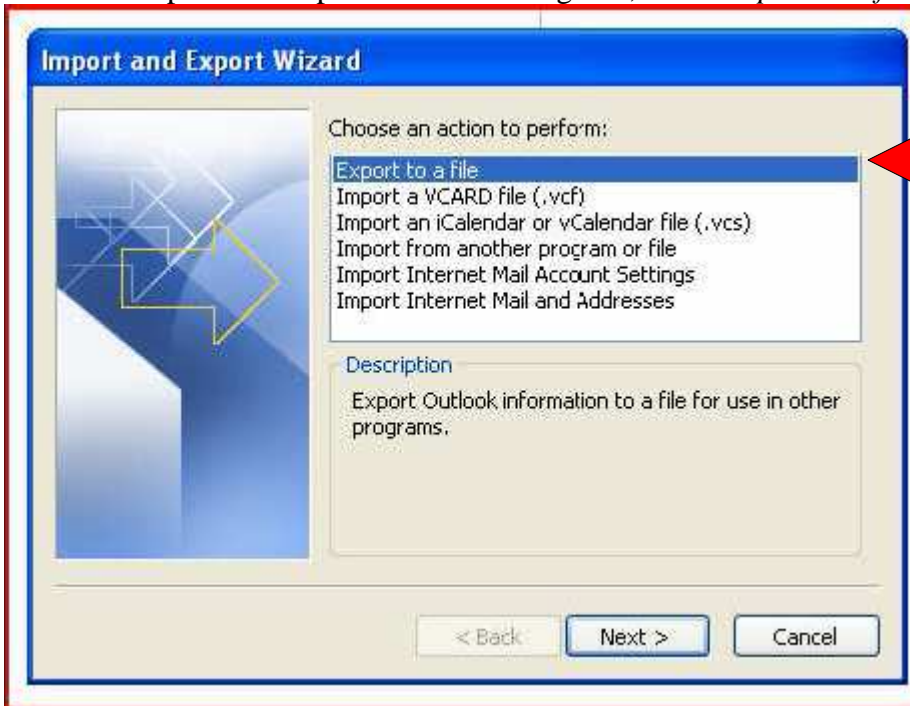 Import and Export Wizard
Choose an action to perform:
Export to a file
Import a VCARD file (.vcf)
Import an iCalendar or vCalendar file (.vcs)
Import from another program or file
Import Internet Mail Account Settings
Import Internet Mail and Addresses
Description
Export Outlook information to a file for use in other
programs.
< Back
Next >
Cancel